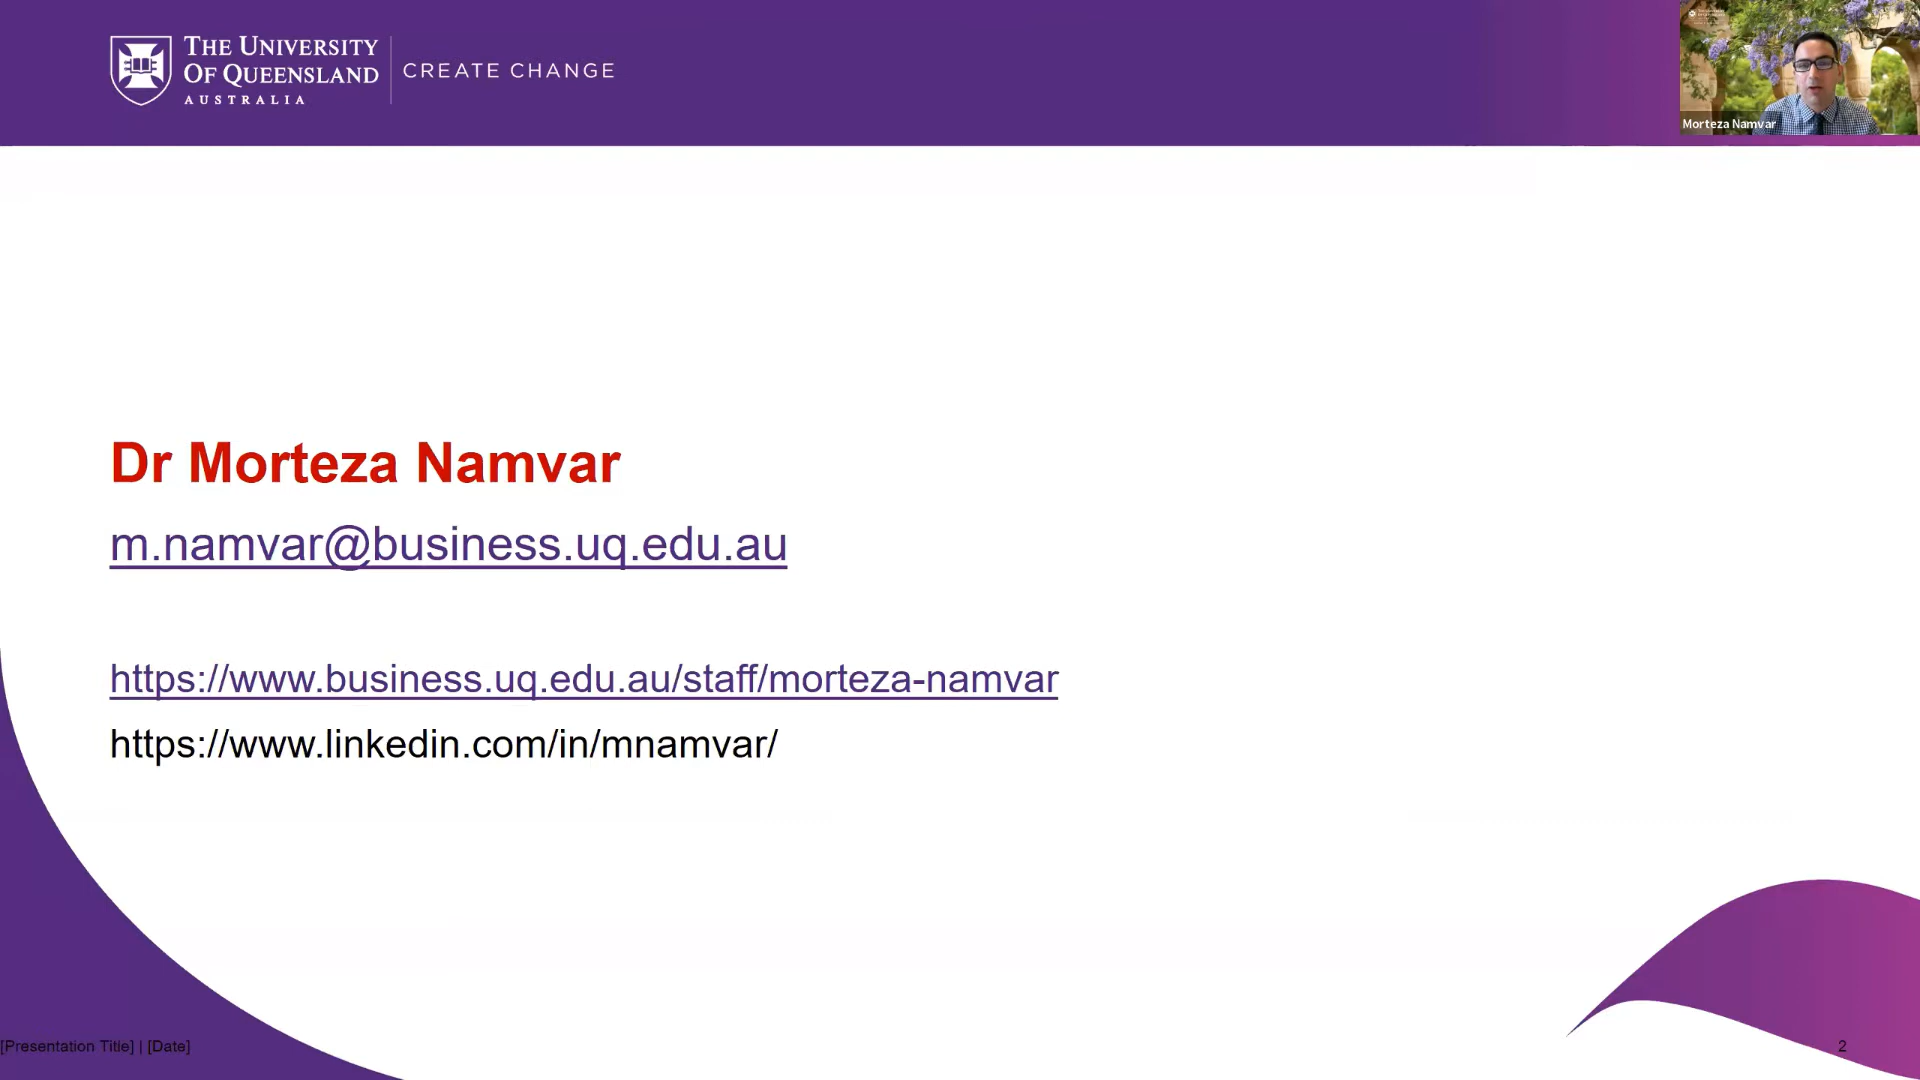 THE UNIVERSITY
OF QUEENSLAND
AUSTRALIA
CREATE CHANGE
Morteza Namvar
Dr Morteza Namvar
m.namvar@business.uq.edu.au
https://www.business.uq.edu.au/staff/morteza-namvar
https://www.linkedin.com/in/mnamvar/
[Presentation Title] | [Date]
2